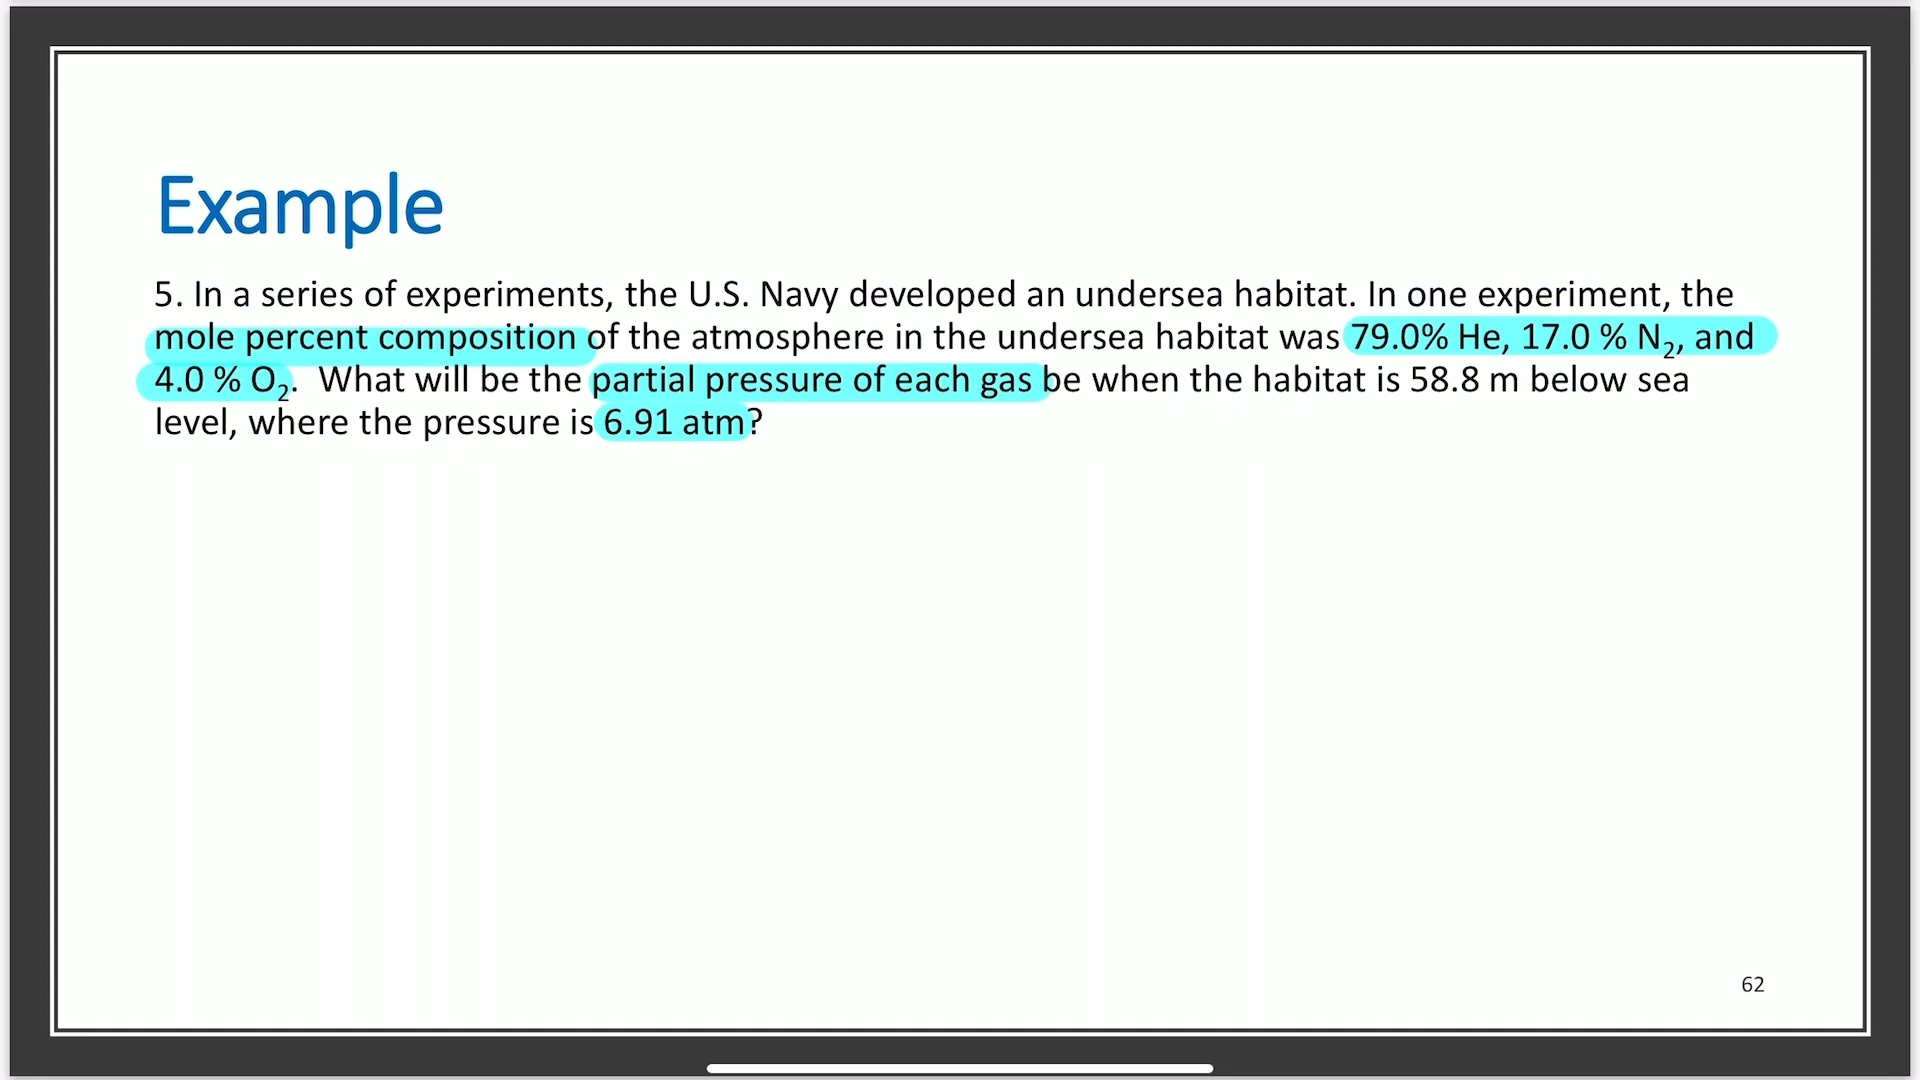 Example
5. In a series of experiments, the U.S. Navy developed an undersea habitat. In one experiment, the
mole percent composition of the atmosphere in the undersea habitat was 79.0% He, 17.0 % N₂, and
4.0 % O₂.  What will be the partial pressure of each gas be when the habitat is 58.8 m below sea
level, where the pressure is 6.91 atm?
62